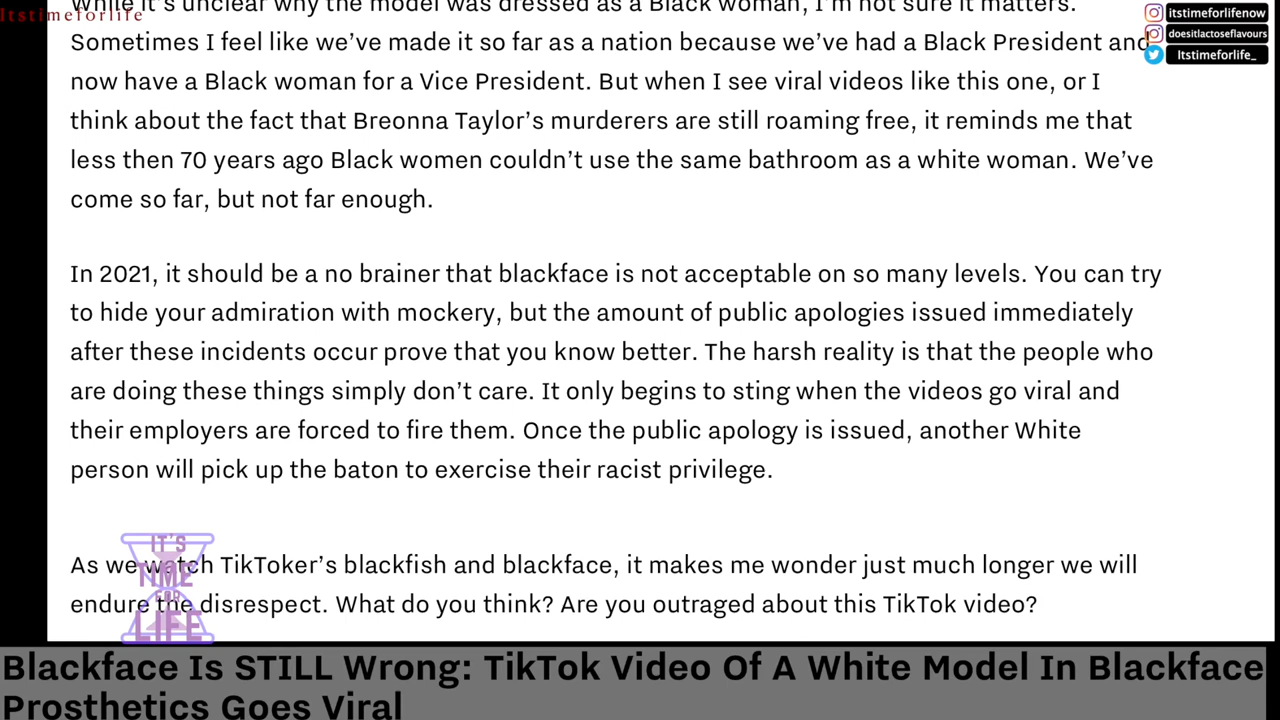 Itstimeforlife
itstimeforlifenow
doesitlactoseflavours
Itstimeforlife_
While it's unclear why the model was dressed as a Black woman, I'm not sure it matters.
Sometimes I feel like we've made it so far as a nation because we've had a Black President and
now have a Black woman for a Vice President. But when I see viral videos like this one, or I
think about the fact that Breonna Taylor's murderers are still roaming free, it reminds me that
less then 70 years ago Black women couldn't use the same bathroom as a white woman. We've
come so far, but not far enough.
In 2021, it should be a no brainer that blackface is not acceptable on so many levels. You can try
to hide your admiration with mockery, but the amount of public apologies issued immediately
after these incidents occur prove that you know better. The harsh reality is that the people who
are doing these things simply don't care. It only begins to sting when the videos go viral and
their employers are forced to fire them. Once the public apology is issued, another White
person will pick up the baton to exercise their racist privilege.
As we watch TikToker's blackfish and blackface, it makes me wonder just much longer we will
endure the disrespect. What do you think? Are you outraged about this TikTok video?
IT'S
TIME
FOR
LIFE
Blackface Is STILL Wrong: TikTok Video Of A White Model In Blackface
Prosthetics Goes Viral